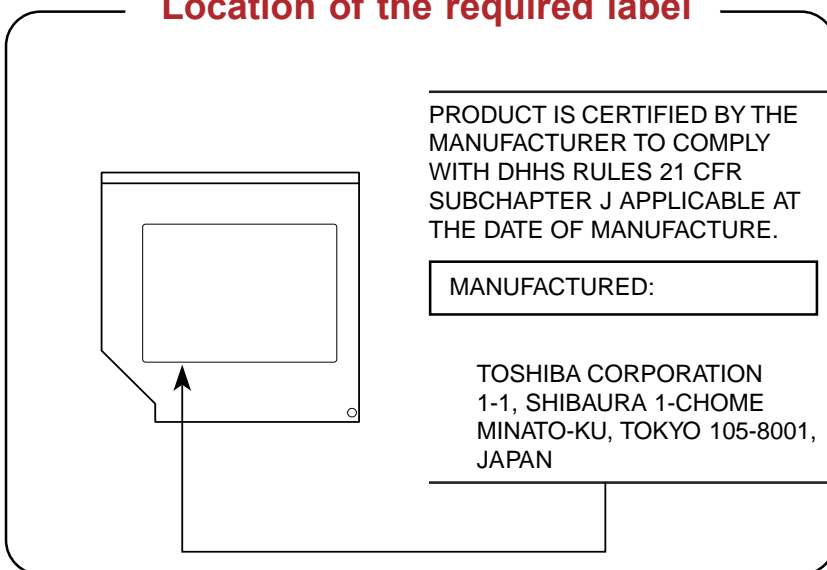 Location of the required label
PRODUCT IS CERTIFIED BY THE
MANUFACTURER TO COMPLY
WITH DHHS RULES 21 CFR
SUBCHAPTER J APPLICABLE AT
THE DATE OF MANUFACTURE.
MANUFACTURED:
TOSHIBA CORPORATION
1-1, SHIBAURA 1-CHOME
MINATO-KU, TOKYO 105-8001,
JAPAN